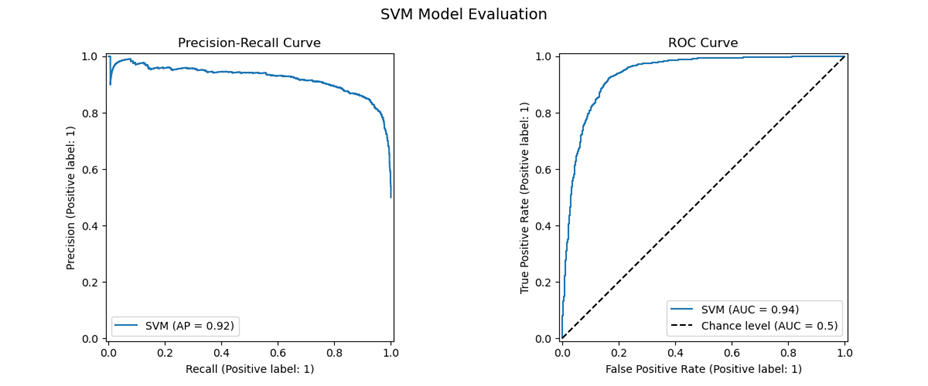 SVM Model Evaluation
Precision-Recall Curve
1.0
0.8
0.6
0.4
0.2
0.0
Precision (Positive label: 1)
SVM (AP = 0.92)
0.0 0.2 0.4 0.6 0.8 1.0
Recall (Positive label: 1)
ROC Curve
1.0
0.8
0.6
0.4
0.2
0.0
True Positive Rate (Positive label: 1)
SVM (AUC = 0.94)
Chance level (AUC = 0.5)
0.0 0.2 0.4 0.6 0.8 1.0
False Positive Rate (Positive label: 1)